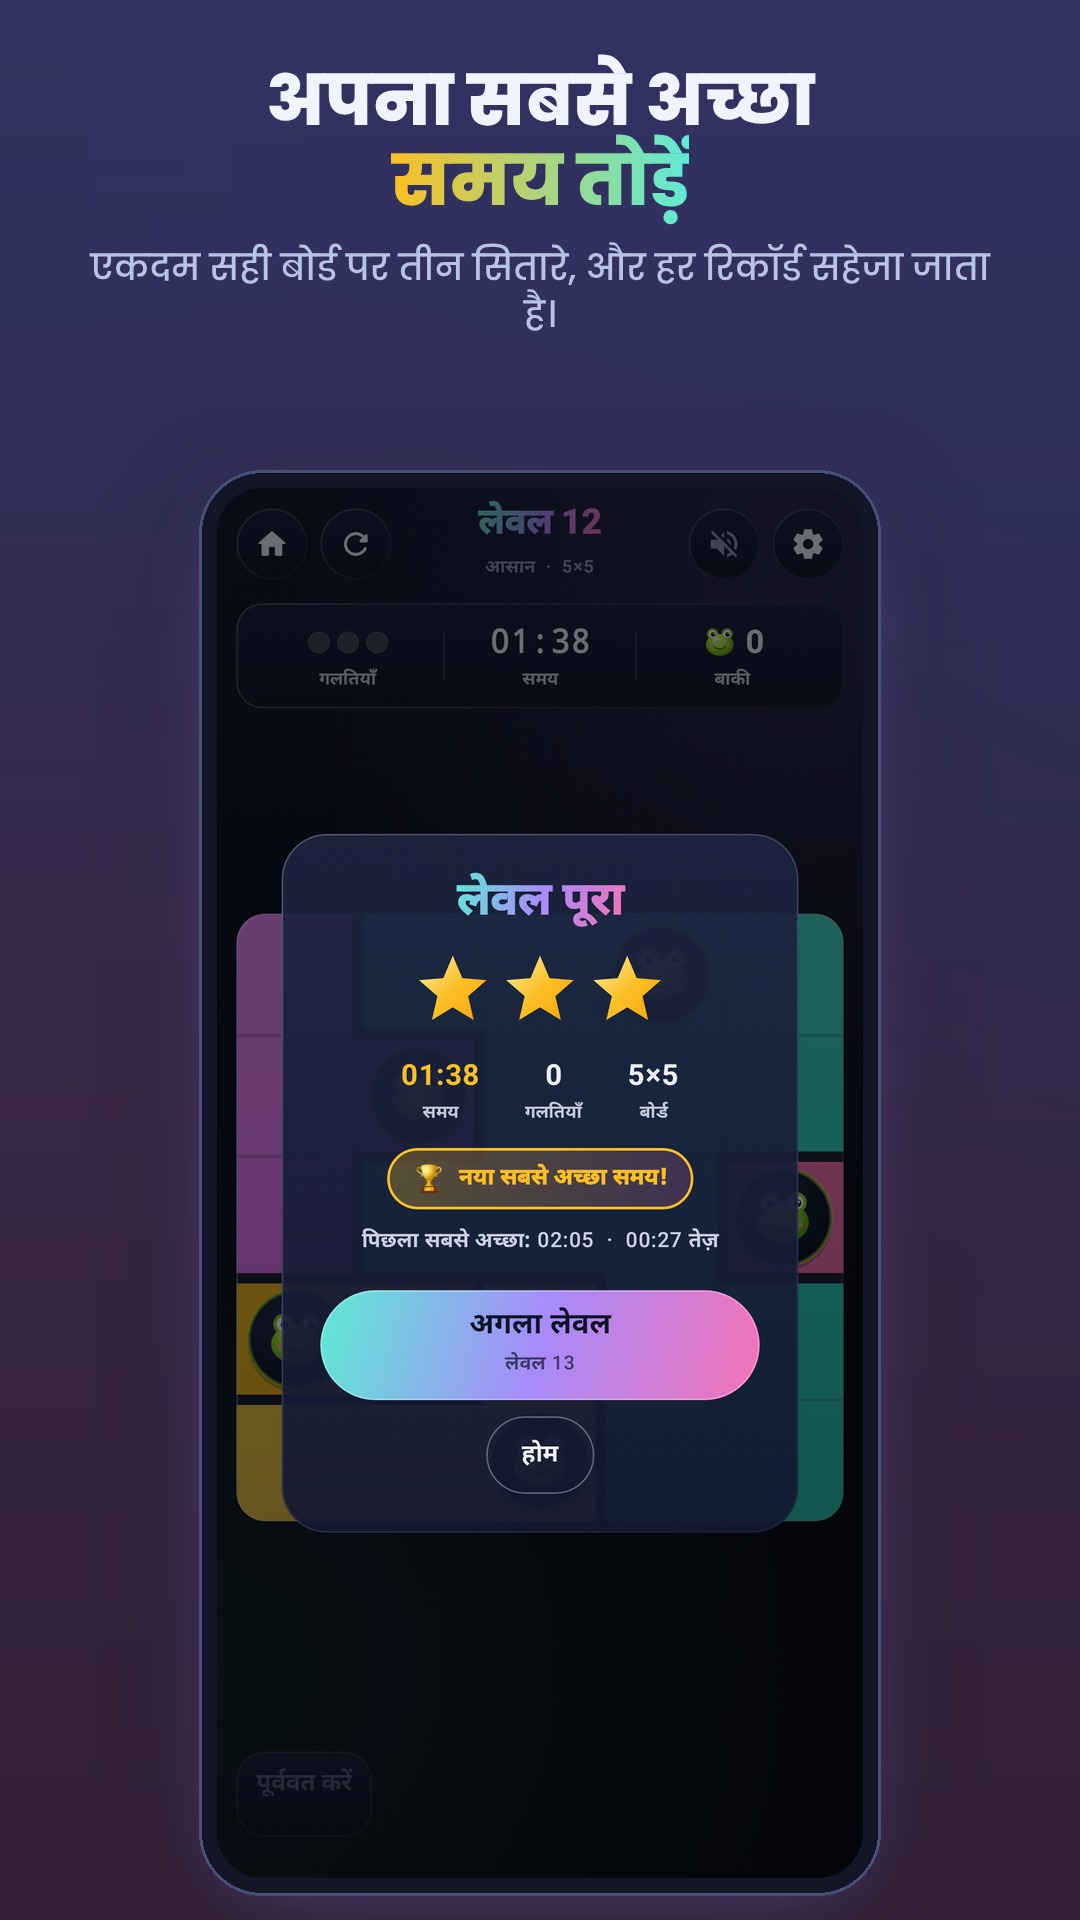 अपना सबसे अच्छा
समय तोड़ें
एकदम सही बोर्ड पर तीन सितारे, और हर रिकॉर्ड सहेजा जाता
है।
लेवल 12
आसान · 5×5
01:38
0
गलतियाँ
समय
बाकी
लेवल पूरा
01:38
0
5×5
समय
गलतियाँ
बोर्ड
नया सबसे अच्छा समय!
पिछला सबसे अच्छा: 02:05 · 00:27 तेज़
अगला लेवल
लेवल 13
होम
पूर्ववत करें